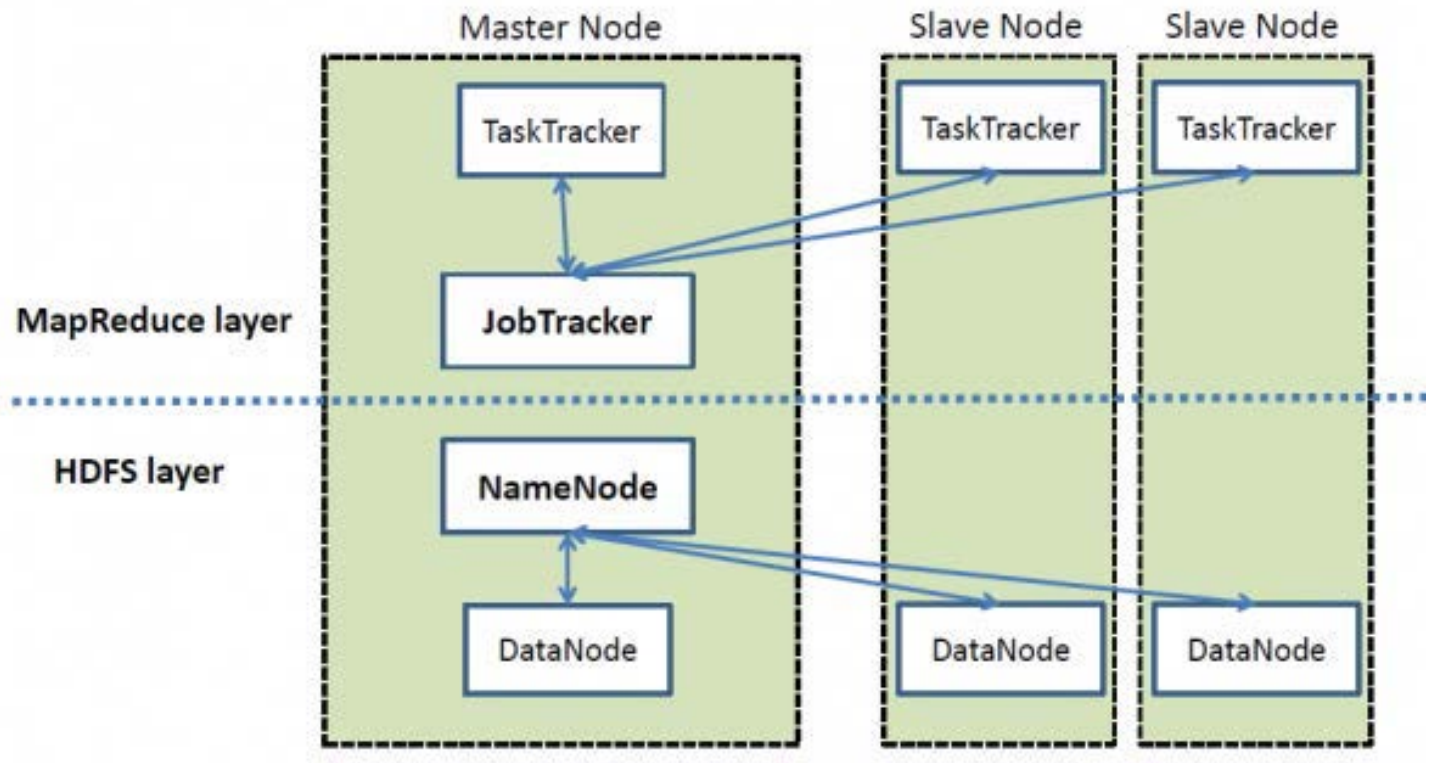 Master Node
Slave Node
Slave Node
TaskTracker
TaskTracker
TaskTracker
MapReduce layer
JobTracker
HDFS layer
NameNode
DataNode
DataNode
DataNode